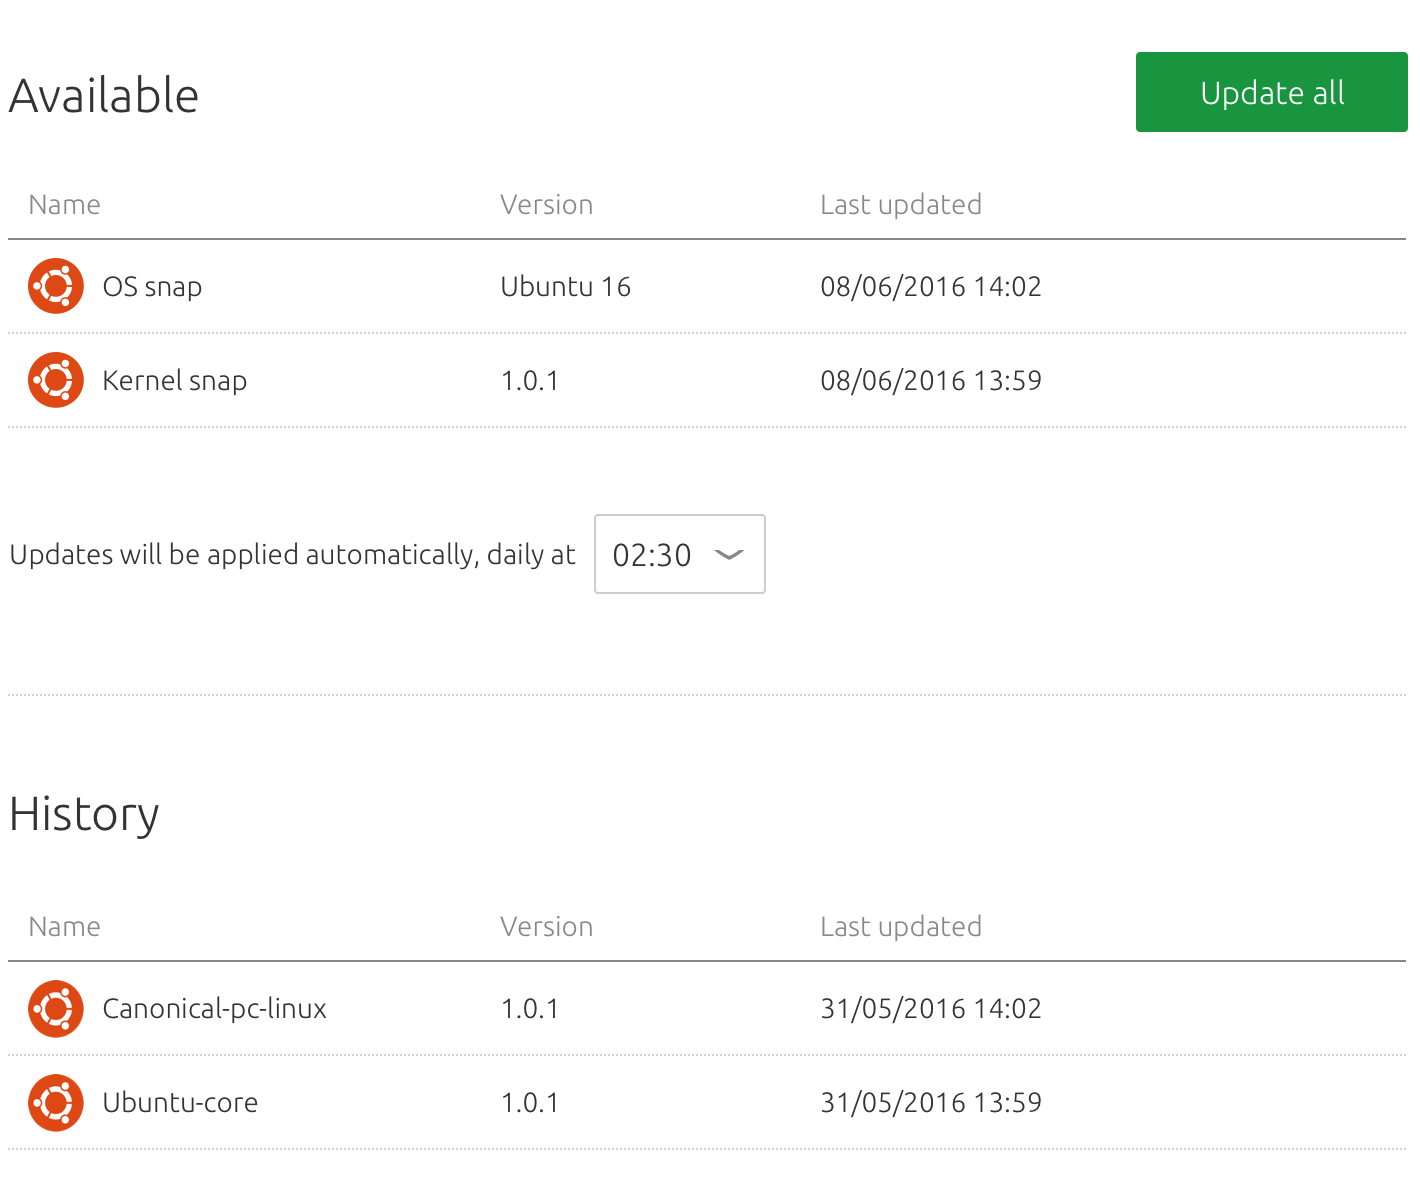 Available
Update all
Name Version Last updated
OS snap Ubuntu 16 08/06/2016 14:02
Kernel snap 1.0.1 08/06/2016 13:59
Updates will be applied automatically, daily at 02:30
History
Name Version Last updated
Canonical-pc-linux 1.0.1 31/05/2016 14:02
Ubuntu-core 1.0.1 31/05/2016 13:59